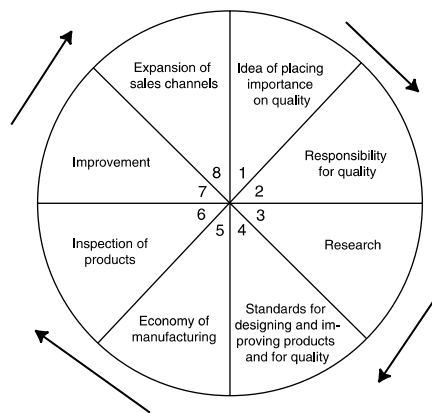 Expansion of
sales channels
Idea of placing
importance
on quality
Improvement
Responsibility
for quality
8
1
7
2
6
3
5
4
Inspection of
products
Research
Economy of
manufacturing
Standards for
designing and im-
proving products
and for quality